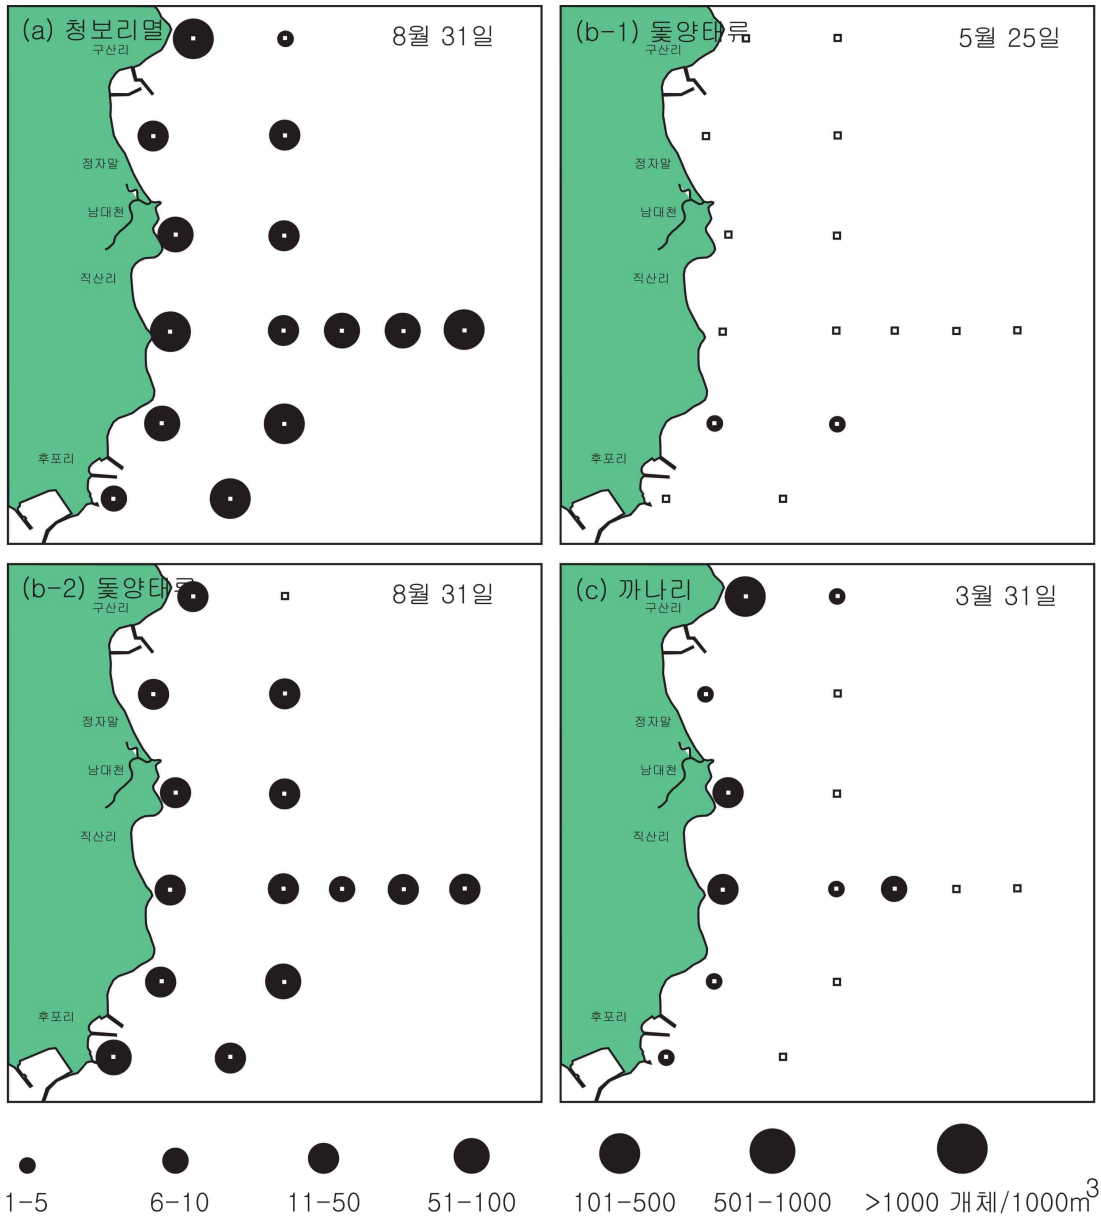 (a) 청보리멸
8월 31일
구산리
정자말
남대천
직산리
후포리
(b-1) 돛양태류
5월 25일
구산리
정자말
남대천
직산리
후포리
(b-2) 돛양태류
8월 31일
구산리
정자말
남대천
직산리
후포리
(c) 까나리
3월 31일
구산리
정자말
남대천
직산리
후포리
1-5 6-10 11-50 51-100 101-500 501-1000 >1000 개체/1000m³